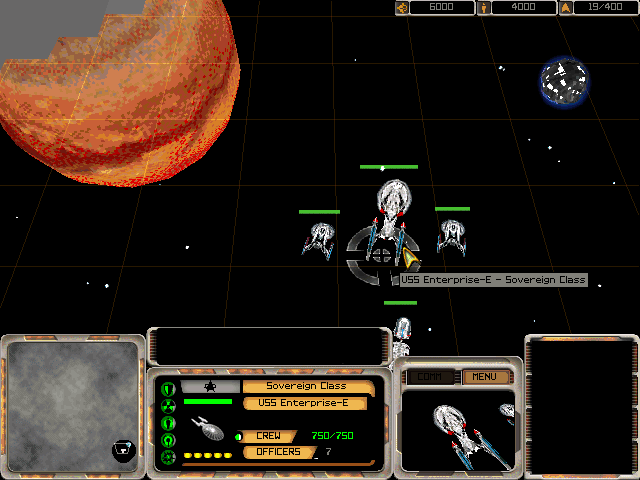 6000 4000 19/400
USS Enterprise-E - Sovereign Class
COMM MENU
Sovereign Class
USS Enterprise-E
CREW 750/750
OFFICERS 7